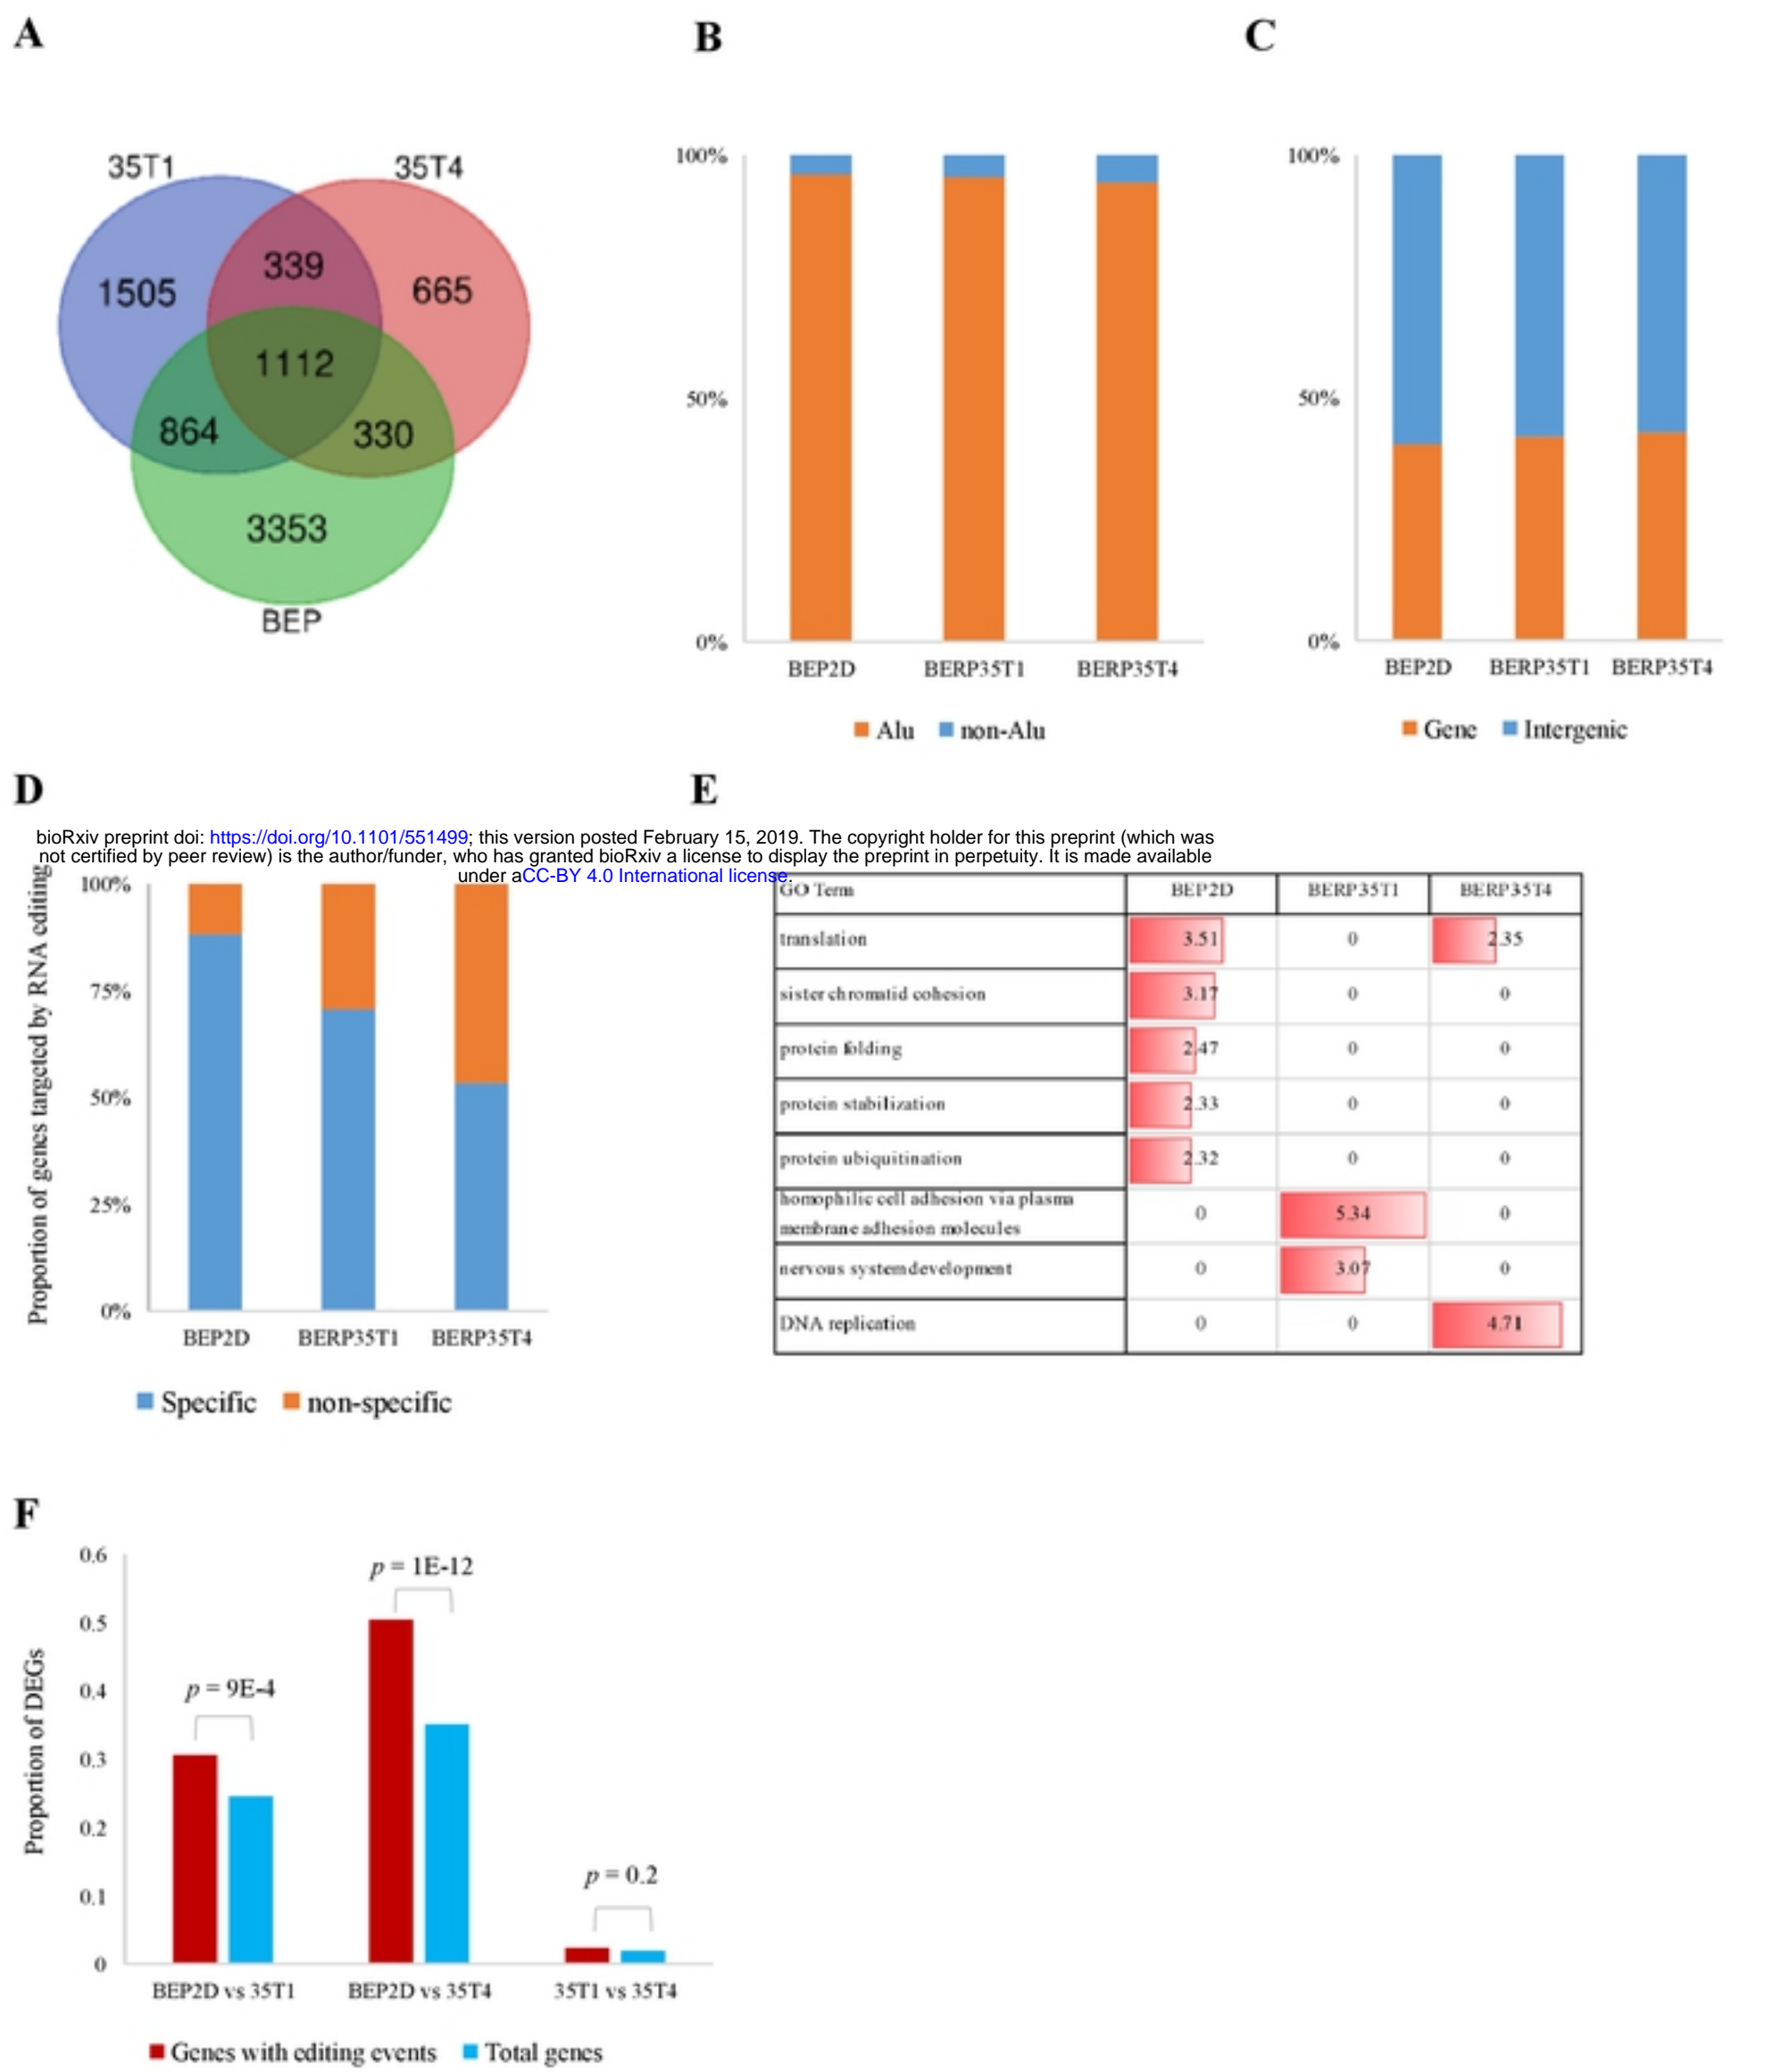 A
35T1
35T4
1505
339
665
1112
864
330
3353
BEP
B
100%
50%
0%
BEP2D
BERP35T1
BERP35T4
Alu
non-Alu
C
100%
50%
0%
BEP2D
BERP35T1
BERP35T4
Gene
Intergenic
D
E
bioRxiv preprint doi: https://doi.org/10.1101/551499; this version posted February 15, 2019. The copyright holder for this preprint (which was
not certified by peer review) is the author/funder, who has granted bioRxiv a license to display the preprint in perpetuity. It is made available
under aCC-BY 4.0 International license.
Proportion of genes targeted by RNA editing
100%
75%
50%
25%
0%
BEP2D
BERP35T1
BERP35T4
Specific
non-specific
GO Term BEP2D BERP35T1 BERP35T4
translation 3.51 0 2.35
sister chromatid cohesion 3.17 0 0
protein folding 2.47 0 0
protein stabilization 2.33 0 0
protein ubiquitination 2.32 0 0
homophilic cell adhesion via plasma
membrane adhesion molecules 0 5.34 0
nervous system development 0 3.07 0
DNA replication 0 0 4.71
F
Proportion of DEGs
0.6
0.5
0.4
0.3
0.2
0.1
0
p = 9E-4
p = 1E-12
p = 0.2
BEP2D vs 35T1
BEP2D vs 35T4
35T1 vs 35T4
Genes with editing events
Total genes